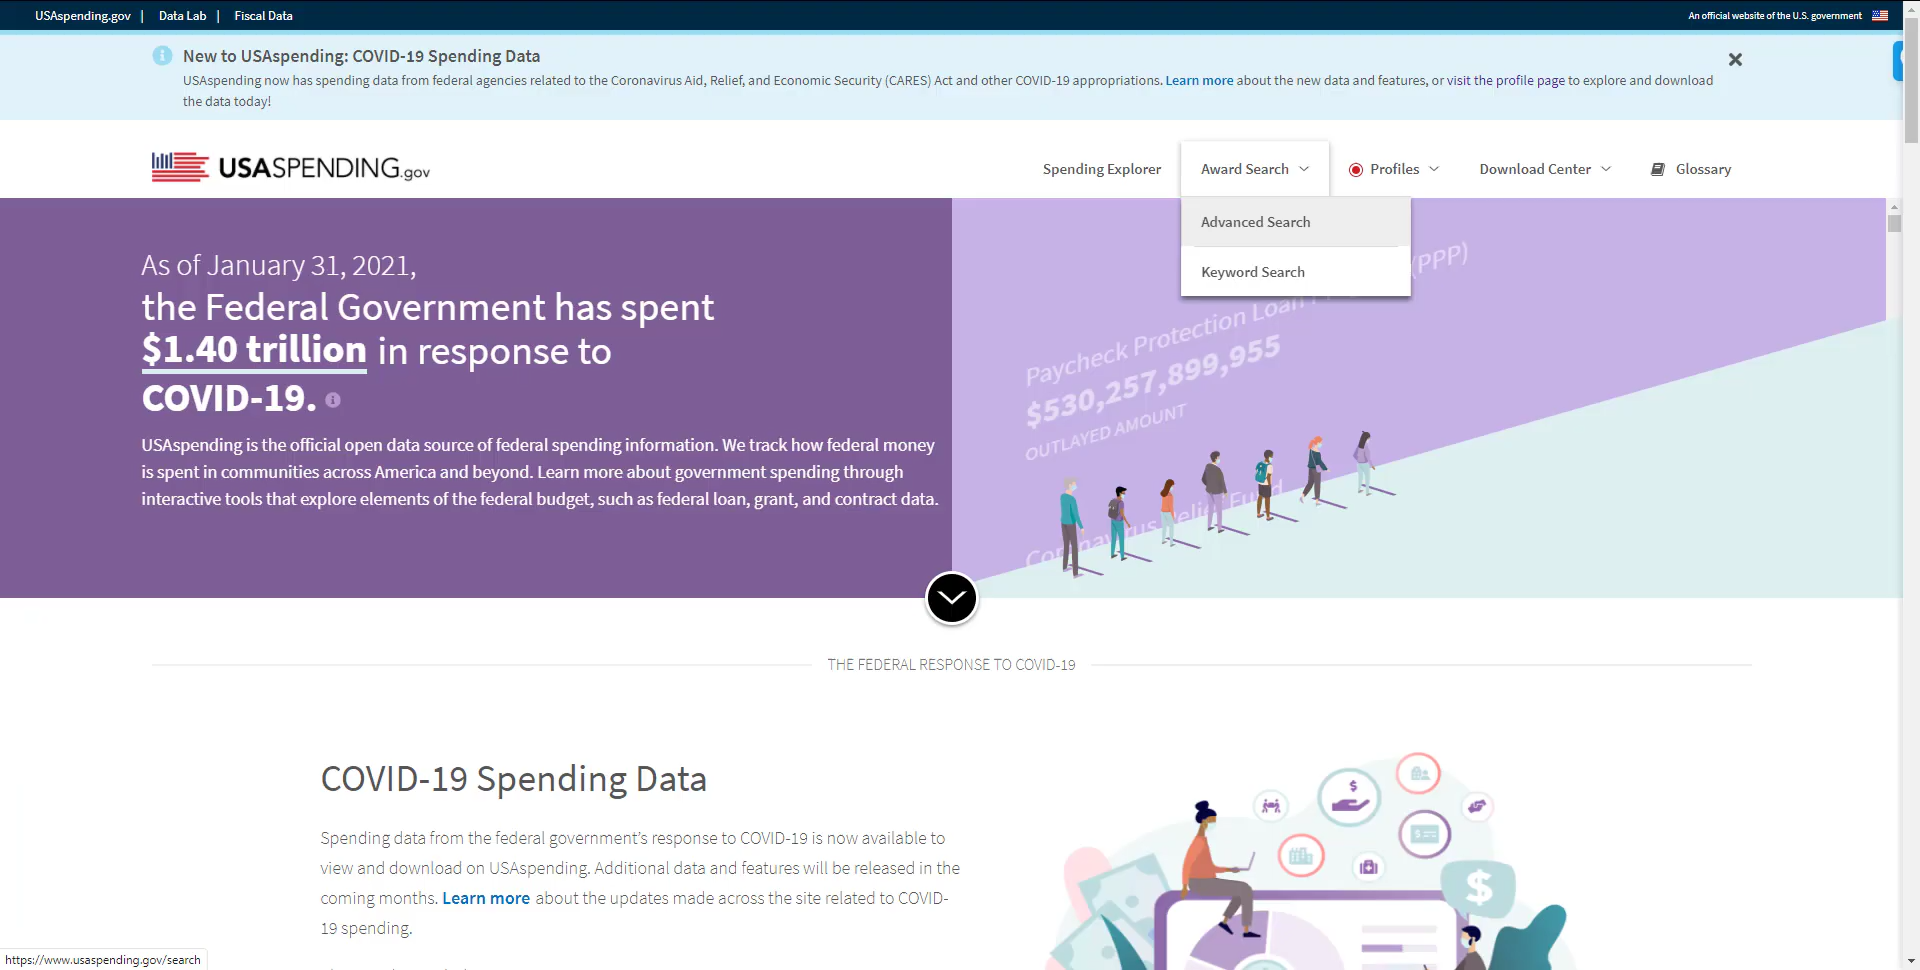 USAspending.gov | Data Lab | Fiscal Data
An official website of the U.S. government
New to USAspending: COVID-19 Spending Data
USAspending now has spending data from federal agencies related to the Coronavirus Aid, Relief, and Economic Security (CARES) Act and other COVID-19 appropriations. Learn more about the new data and features, or visit the profile page to explore and download
the data today!
USASPENDING.gov
Spending Explorer
Award Search
Profiles
Download Center
Glossary
Advanced Search
Keyword Search
As of January 31, 2021,
the Federal Government has spent
$1.40 trillion in response to
COVID-19.
USAspending is the official open data source of federal spending information. We track how federal money
is spent in communities across America and beyond. Learn more about government spending through
interactive tools that explore elements of the federal budget, such as federal loan, grant, and contract data.
Paycheck Protection Loan (PPP)
$530,257,899,955
OUTLAYED AMOUNT
Coronavirus Relief Fund
THE FEDERAL RESPONSE TO COVID-19
COVID-19 Spending Data
Spending data from the federal government's response to COVID-19 is now available to
view and download on USAspending. Additional data and features will be released in the
coming months. Learn more about the updates made across the site related to COVID-
19 spending.
https://www.usaspending.gov/search